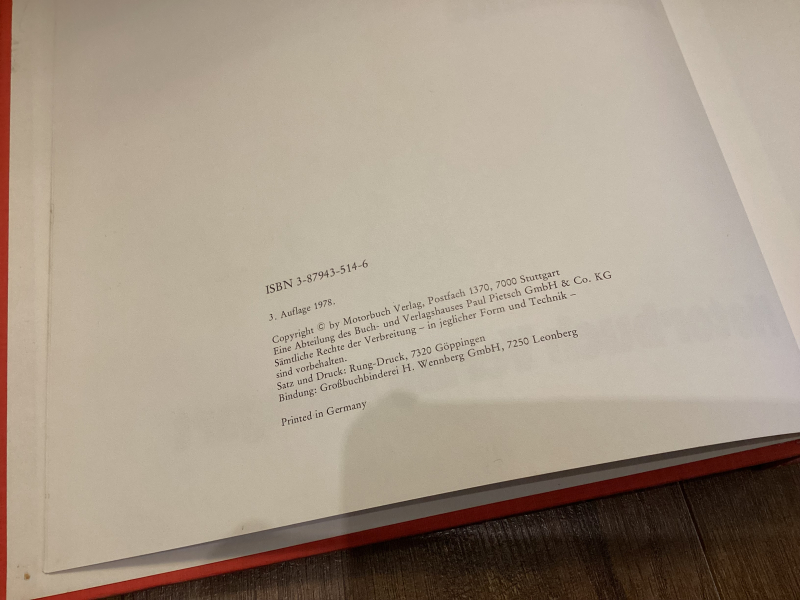 ISBN 3-87943-514-6
3. Auflage 1978.
Copyright © by Motorbuch Verlag, Postfach 1370, 7000 Stuttgart
Eine Abteilung des Buch- und Verlagshauses Paul Pietsch GmbH & Co. KG
Sämtliche Rechte der Verbreitung – in jeglicher Form und Technik –
sind vorbehalten.
Satz und Druck: Rung-Druck, 7320 Göppingen
Bindung: Großbuchbinderei H. Wennberg GmbH, 7250 Leonberg
Printed in Germany